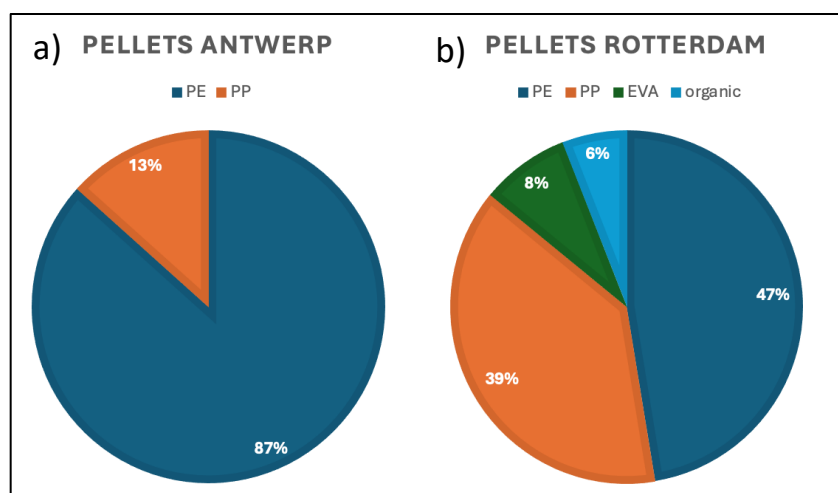 a) PELLETS ANTWERP
PE PP
13%
87%
b) PELLETS ROTTERDAM
PE PP EVA organic
6%
8%
47%
39%